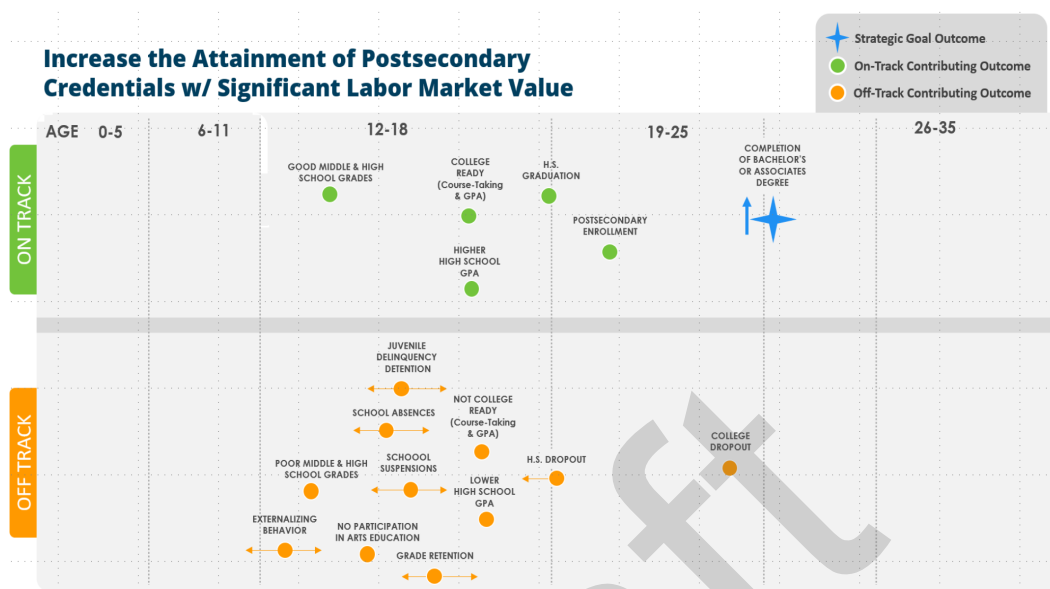 Increase the Attainment of Postsecondary
Credentials w/ Significant Labor Market Value
Strategic Goal Outcome
On-Track Contributing Outcome
Off-Track Contributing Outcome
AGE 0-5 6-11 12-18 19-25 26-35
ON TRACK
GOOD MIDDLE & HIGH
SCHOOL GRADES
COLLEGE
READY
(Course-Taking
& GPA)
H.S.
GRADUATION
COMPLETION
OF BACHELOR'S
OR ASSOCIATES
DEGREE
POSTSECONDARY
ENROLLMENT
HIGHER
HIGH SCHOOL
GPA
OFF TRACK
JUVENILE
DELINQUENCY
DETENTION
SCHOOL ABSENCES
NOT COLLEGE
READY
(Course-Taking
& GPA)
COLLEGE
DROPOUT
POOR MIDDLE & HIGH
SCHOOL GRADES
SCHOOOL
SUSPENSIONS
H.S. DROPOUT
LOWER
HIGH SCHOOL
GPA
EXTERNALIZING
BEHAVIOR
NO PARTICIPATION
IN ARTS EDUCATION
GRADE RETENTION
ft